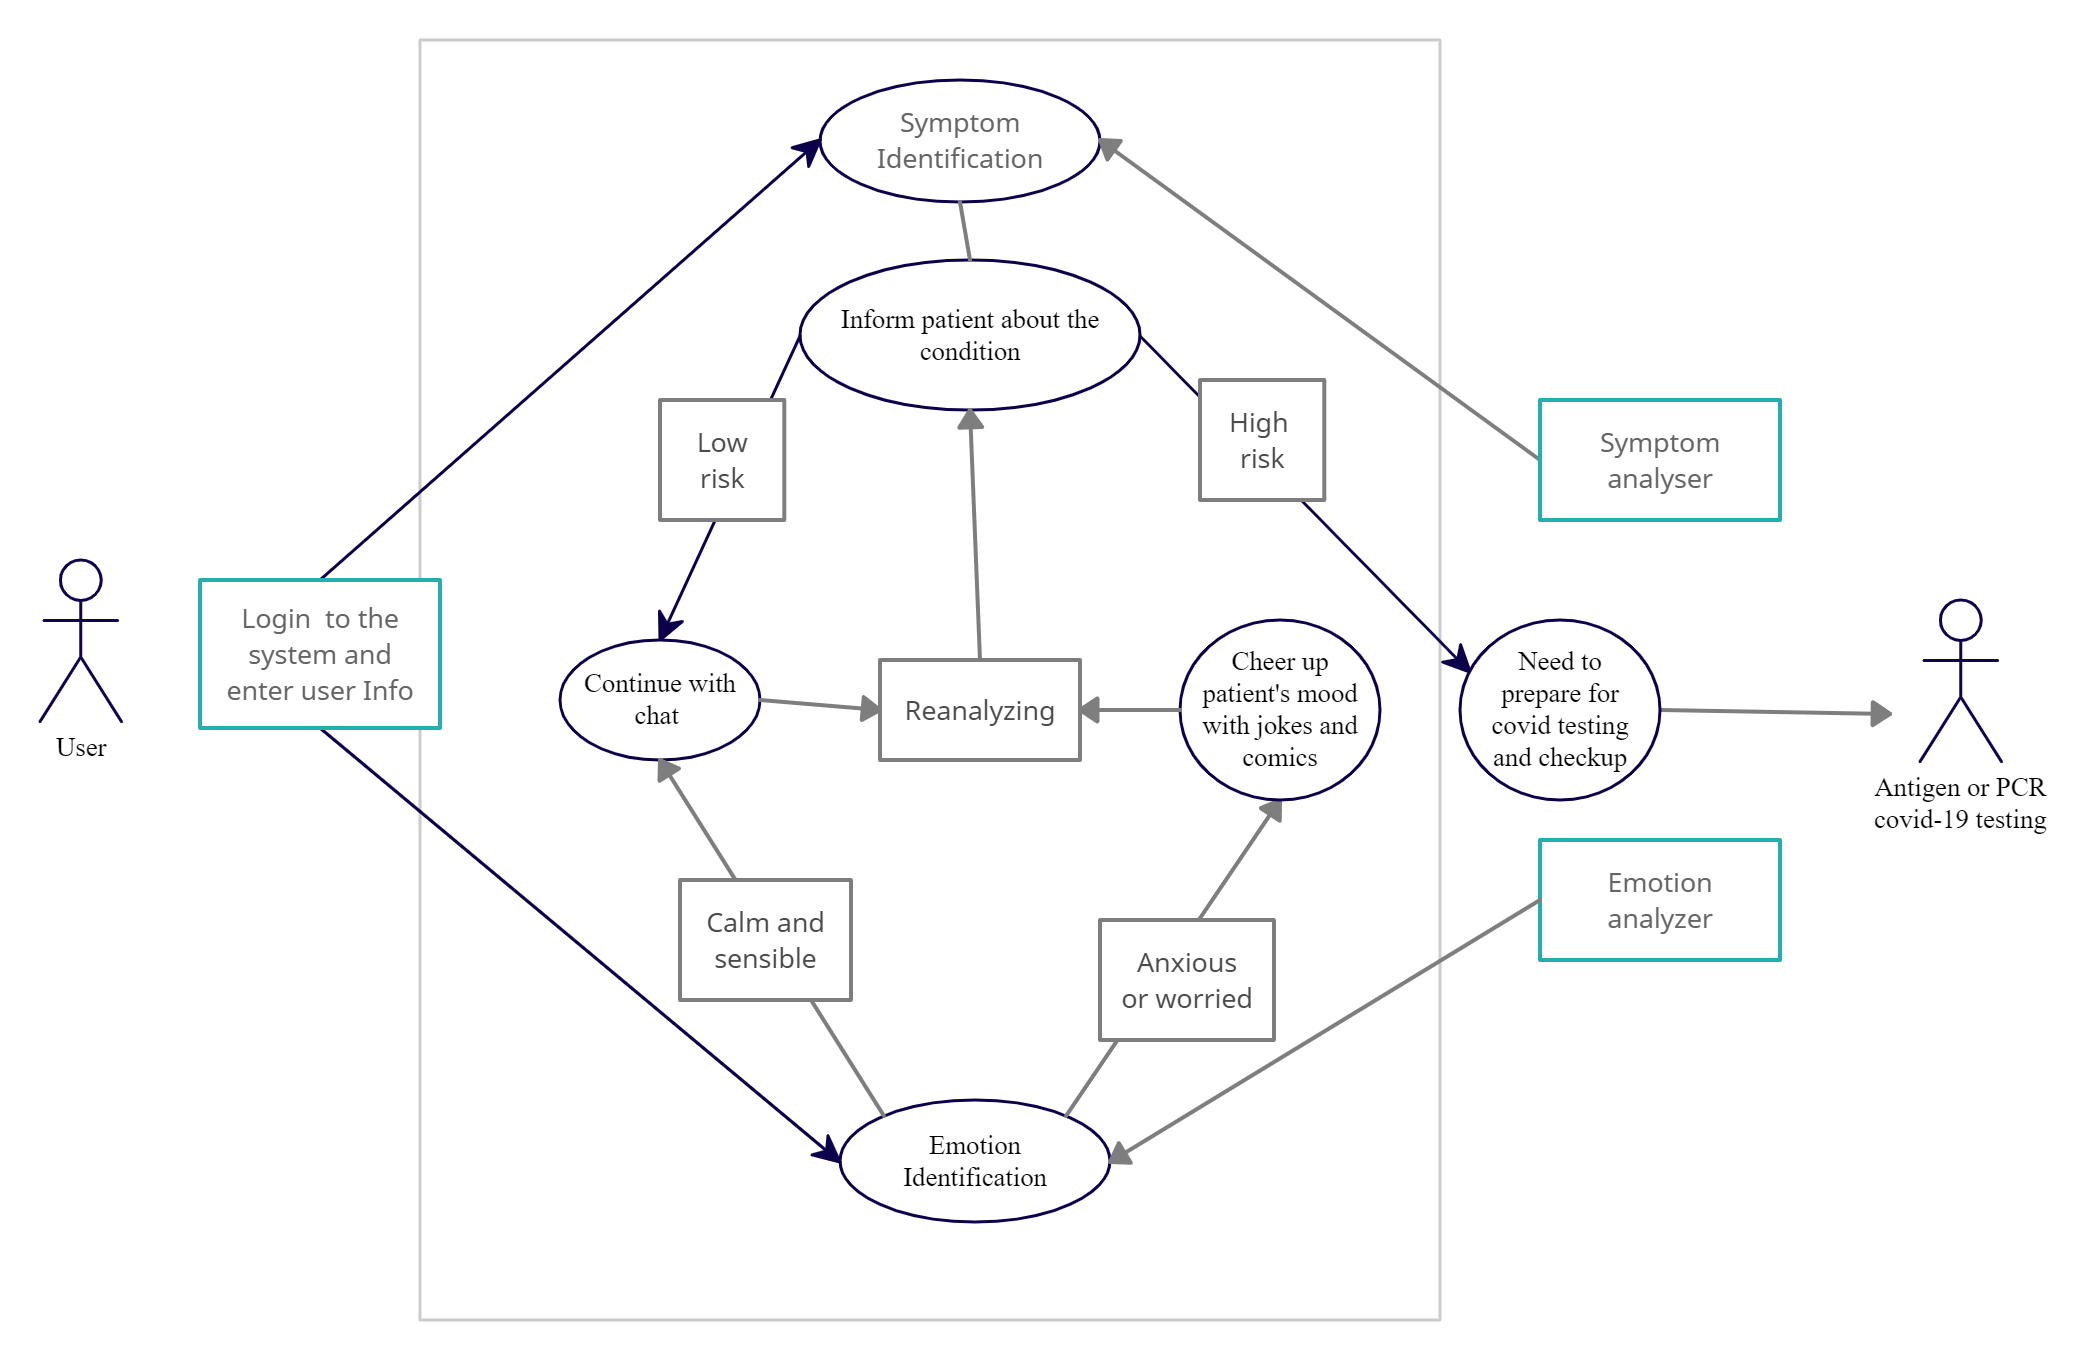 Symptom
Identification
Inform patient about the
condition
Low
risk
High
risk
Symptom
analyser
Login  to the
system and
enter user Info
User
Continue with
chat
Reanalyzing
Cheer up
patient's mood
with jokes and
comics
Need to
prepare for
covid testing
and checkup
Antigen or PCR
covid-19 testing
Calm and
sensible
Anxious
or worried
Emotion
analyzer
Emotion
Identification